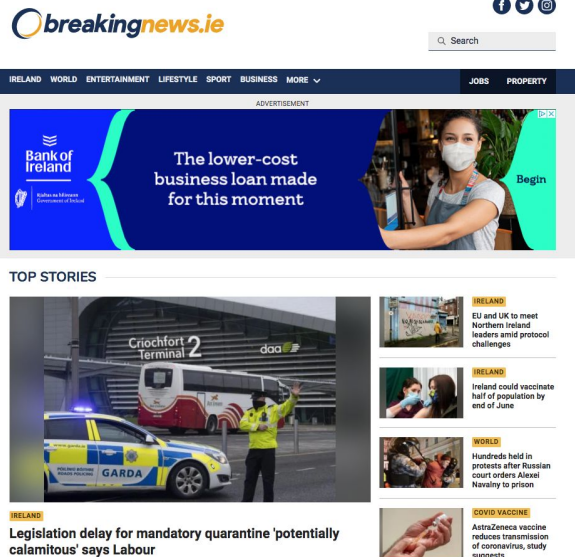 breakingnews.ie
Search
IRELAND WORLD ENTERTAINMENT LIFESTYLE SPORT BUSINESS MORE JOBS PROPERTY
ADVERTISEMENT
Bank of
Ireland
Rialtas na hÉireann
Government of Ireland
The lower-cost
business loan made
for this moment
Begin
TOP STORIES
Críochfort
Terminal 2
daa
GARDA
IRELAND
Legislation delay for mandatory quarantine 'potentially
calamitous' says Labour
IRELAND
EU and UK to meet
Northern Ireland
leaders amid protocol
challenges
IRELAND
Ireland could vaccinate
half of population by
end of June
WORLD
Hundreds held in
protests after Russian
court orders Alexei
Navalny to prison
COVID VACCINE
AstraZeneca vaccine
reduces transmission
of coronavirus, study
suggests